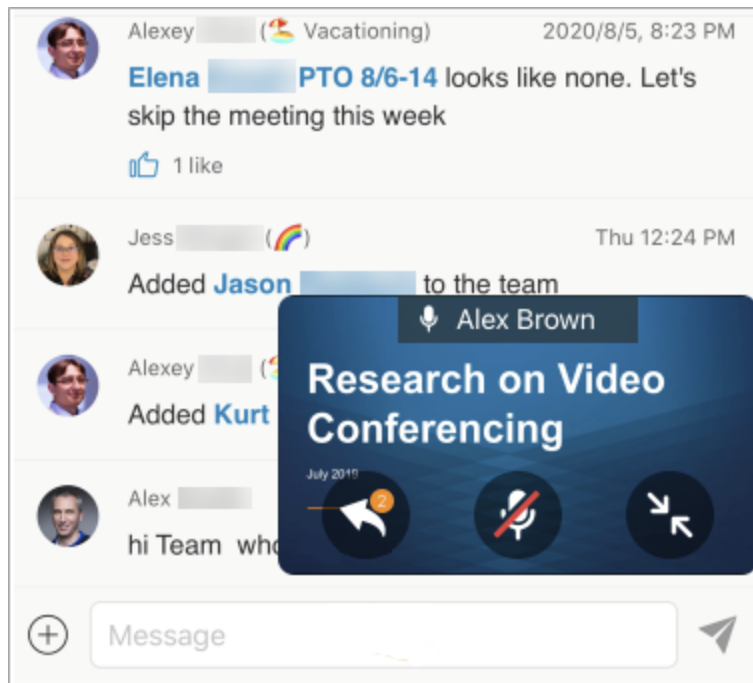 Alexey (🏖️ Vacationing) 2020/8/5, 8:23 PM
Elena PTO 8/6-14 looks like none. Let's
skip the meeting this week
1 like
Jess (🌈) Thu 12:24 PM
Added Jason to the team
Alex Brown
Alexey (🏖️
Research on Video
Conferencing
Added Kurt
July 2019
2
Alex
hi Team who
Message